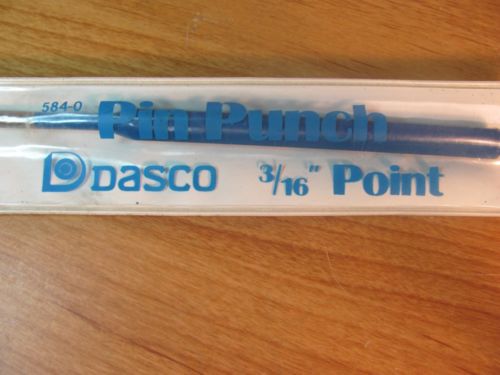 584-0 Pin Punch
DASCO 3/16" Point